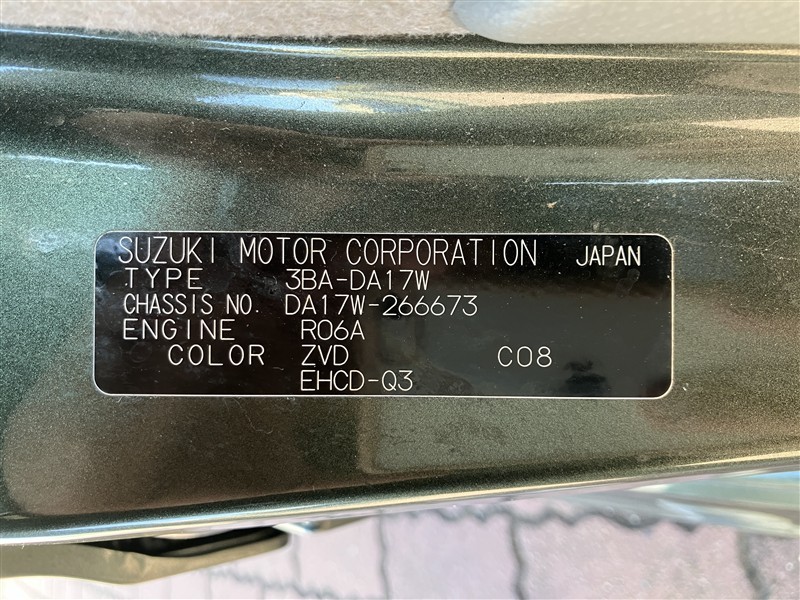 SUZUKI MOTOR CORPORATION JAPAN
TYPE 3BA-DA17W
CHASSIS NO. DA17W-266673
ENGINE R06A
COLOR ZVD C08
EHCD-Q3